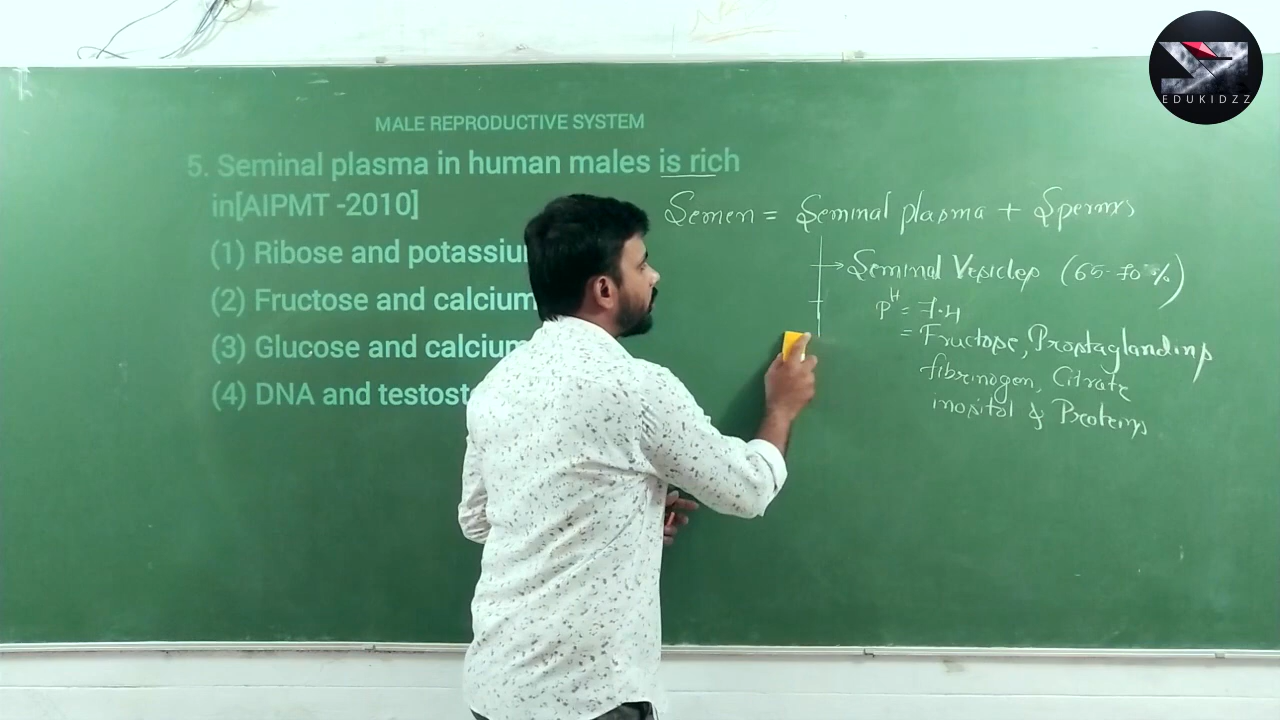 EDUKIDZZ
MALE REPRODUCTIVE SYSTEM
5. Seminal plasma in human males is rich
in[AIPMT -2010]
(1) Ribose and potassiu
(2) Fructose and calcium
(3) Glucose and calcium
(4) DNA and testost
Semen = Seminal plasma + Sperms
Seminal Vesicles (65-70%)
pH = 7.4
= Fructose, Prostaglandins
fibrinogen, Citrate
inositol & Proteins